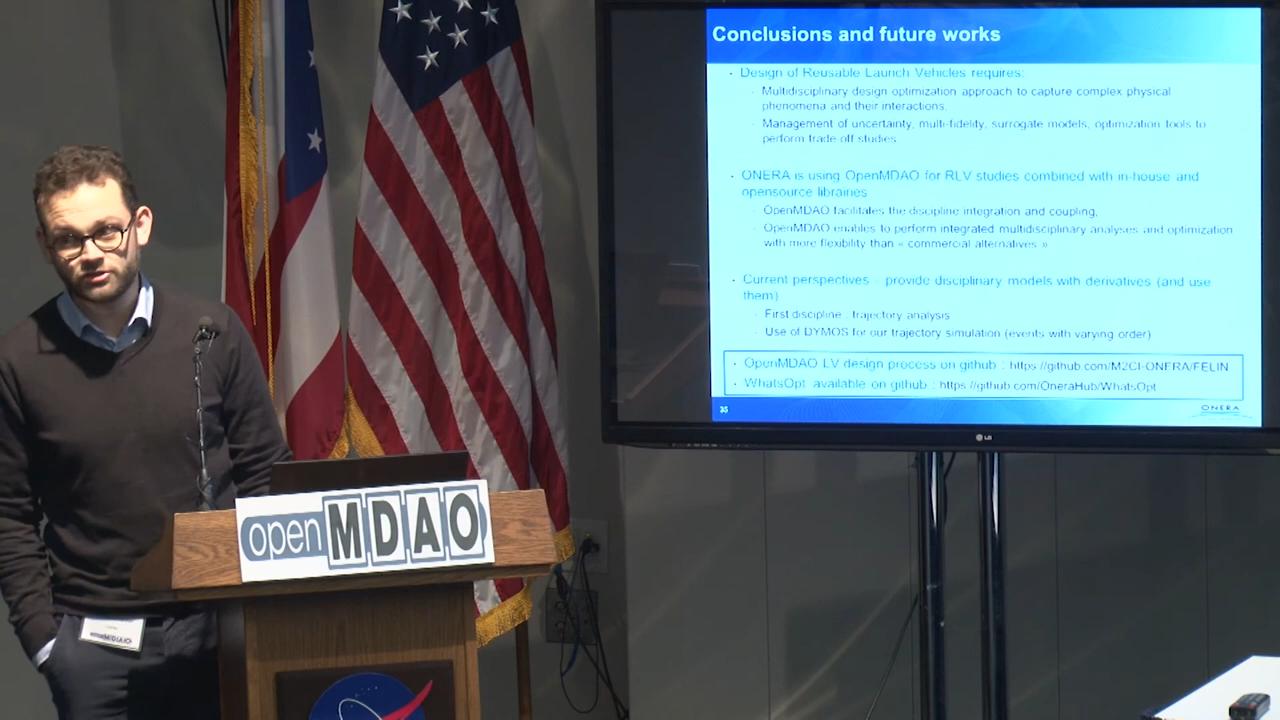 Conclusions and future works
Design of Reusable Launch Vehicles requires:
Multidisciplinary design optimization approach to capture complex physical
phenomena and their interactions,
Management of uncertainty, multi-fidelity, surrogate models, optimization tools to
perform trade off studies
ONERA is using OpenMDAO for RLV studies combined with in-house and
opensource librairies
OpenMDAO facilitates the discipline integration and coupling,
OpenMDAO enables to perform integrated multidisciplinary analyses and optimization
with more flexibility than « commercial alternatives »
Current perspectives : provide disciplinary models with derivatives (and use
them)
First discipline : trajectory analysis
Use of DYMOS for our trajectory simulation (events with varying order)
OpenMDAO LV design process on github : https://github.com/M2CI-ONERA/FELIN
WhatsOpt available on github : https://github.com/OneraHub/WhatsOpt
35
ONERA
LG
openMDAO
openMDAO